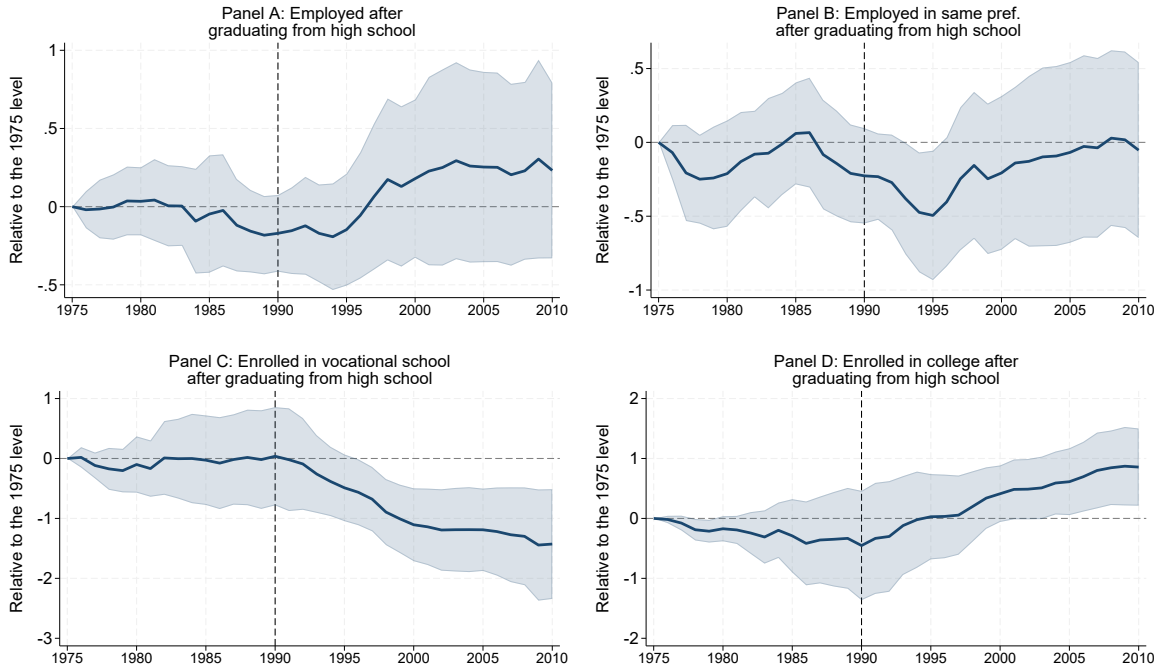 Panel A: Employed after
graduating from high school
Relative to the 1975 level
1
.5
0
-.5
1975 1980 1985 1990 1995 2000 2005 2010
Panel B: Employed in same pref.
after graduating from high school
Relative to the 1975 level
.5
0
-.5
-1
1975 1980 1985 1990 1995 2000 2005 2010
Panel C: Enrolled in vocational school
after graduating from high school
Relative to the 1975 level
1
0
-1
-2
-3
1975 1980 1985 1990 1995 2000 2005 2010
Panel D: Enrolled in college after
graduating from high school
Relative to the 1975 level
2
1
0
-1
-2
1975 1980 1985 1990 1995 2000 2005 2010